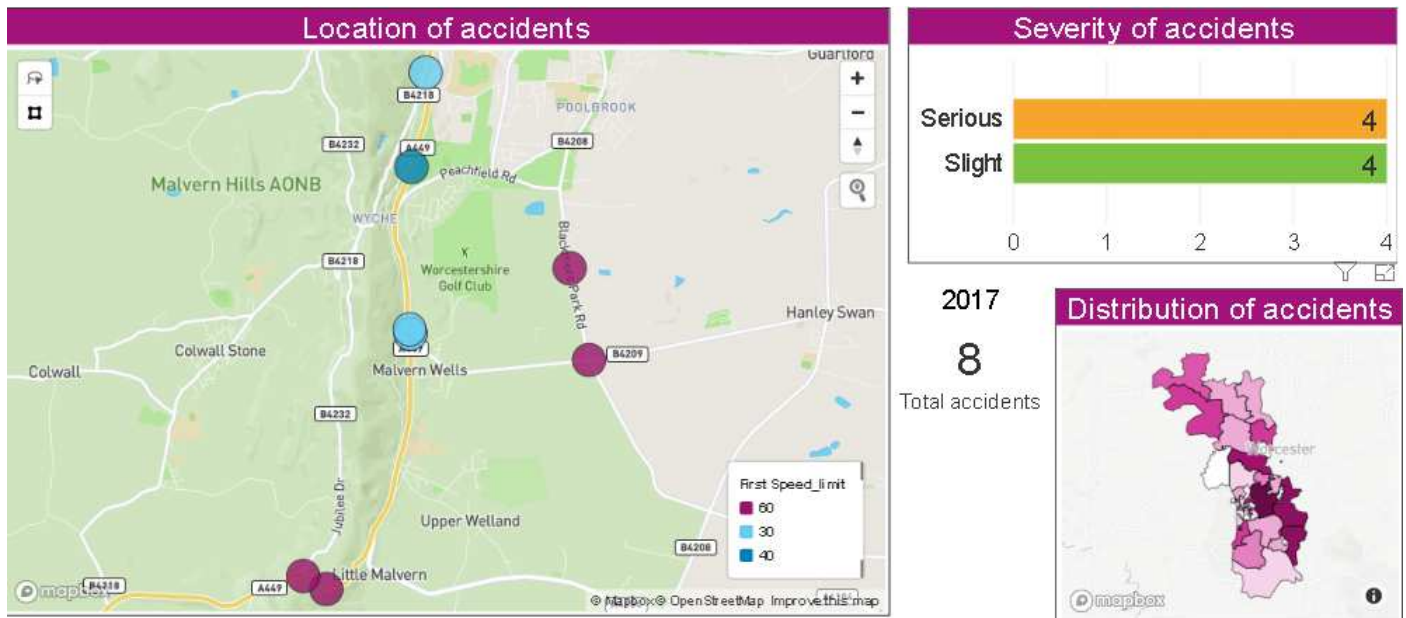 Location of accidents
Guarlford
B4218
POOLBROOK
B4232
A449
B4208
Malvern Hills AONB
Peachfield Rd
WYCHE
B4218
Worcestershire
Golf Club
Park Rd
Hanley Swan
Colwall Stone
Malvern Wells
B4209
Colwall
B4232
First Speed_limit
60
30
40
Jubilee Dr
Upper Welland
B4208
Little Malvern
A449
B4218
mapbox
© Mapbox © OpenStreetMap Improve this map
Severity of accidents
Serious
4
Slight
4
0 1 2 3 4
2017
8
Total accidents
Distribution of accidents
mapbox